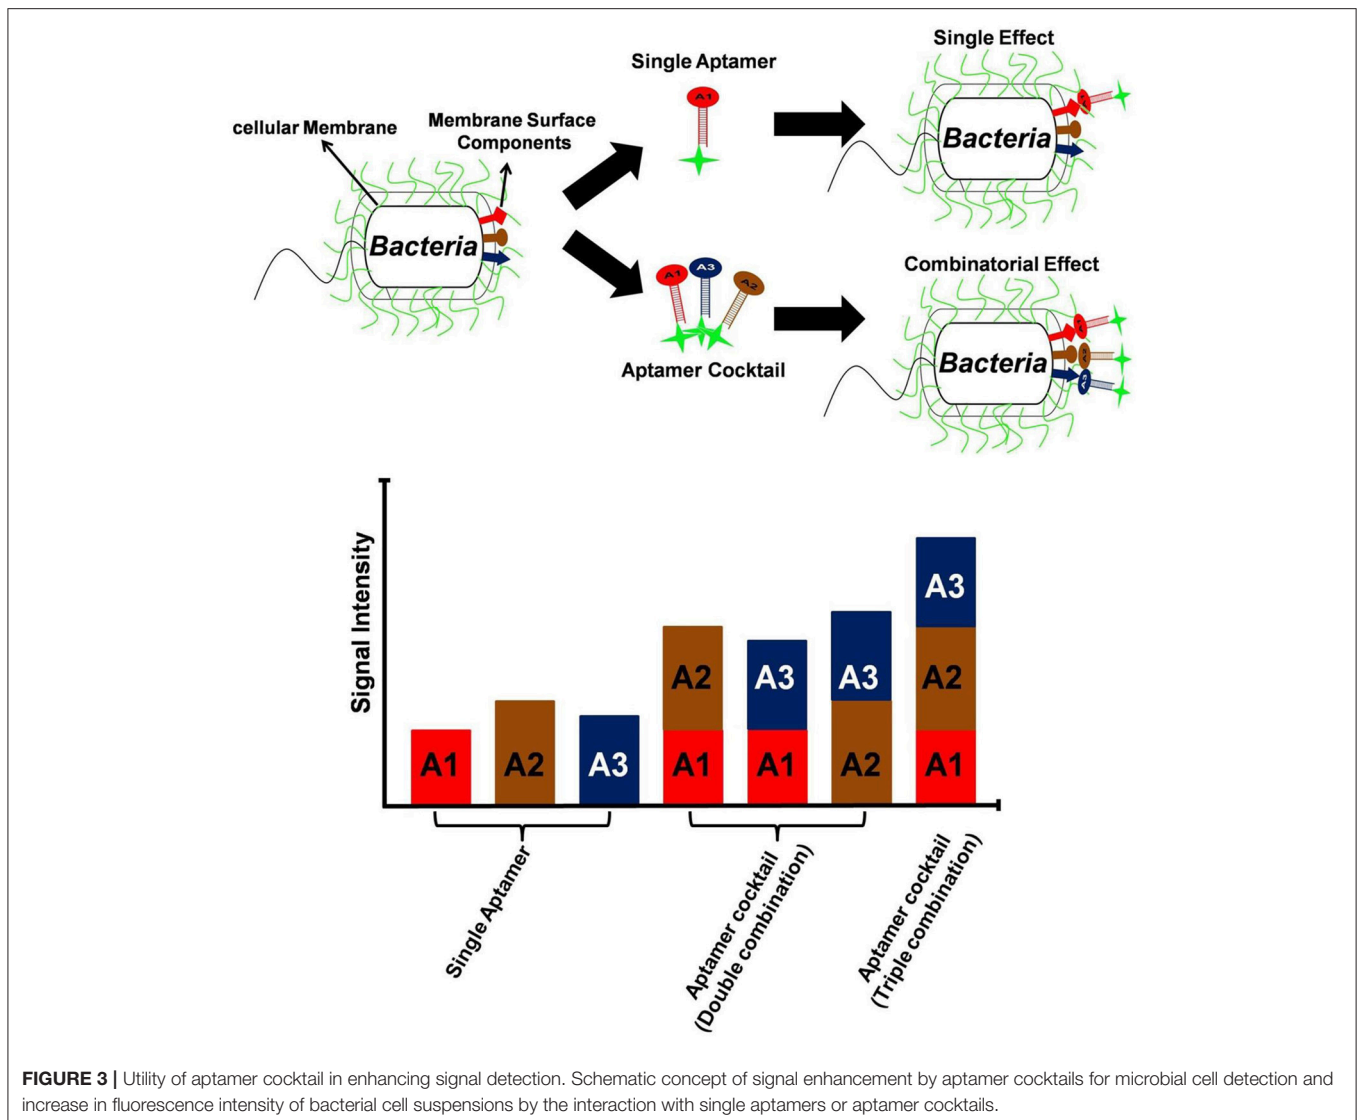 Single Effect
Single Aptamer
A1
cellular Membrane
Membrane Surface
Components
Bacteria
Bacteria
A1
A3
A2
Aptamer Cocktail
Combinatorial Effect
Bacteria
A2
A3
Signal Intensity
A1
A2
A3
A2
A1
A3
A1
A3
A2
A3
A2
A1
Single Aptamer
Aptamer cocktail
(Double combination)
Aptamer cocktail
(Triple combination)
FIGURE 3 | Utility of aptamer cocktail in enhancing signal detection. Schematic concept of signal enhancement by aptamer cocktails for microbial cell detection and
increase in fluorescence intensity of bacterial cell suspensions by the interaction with single aptamers or aptamer cocktails.